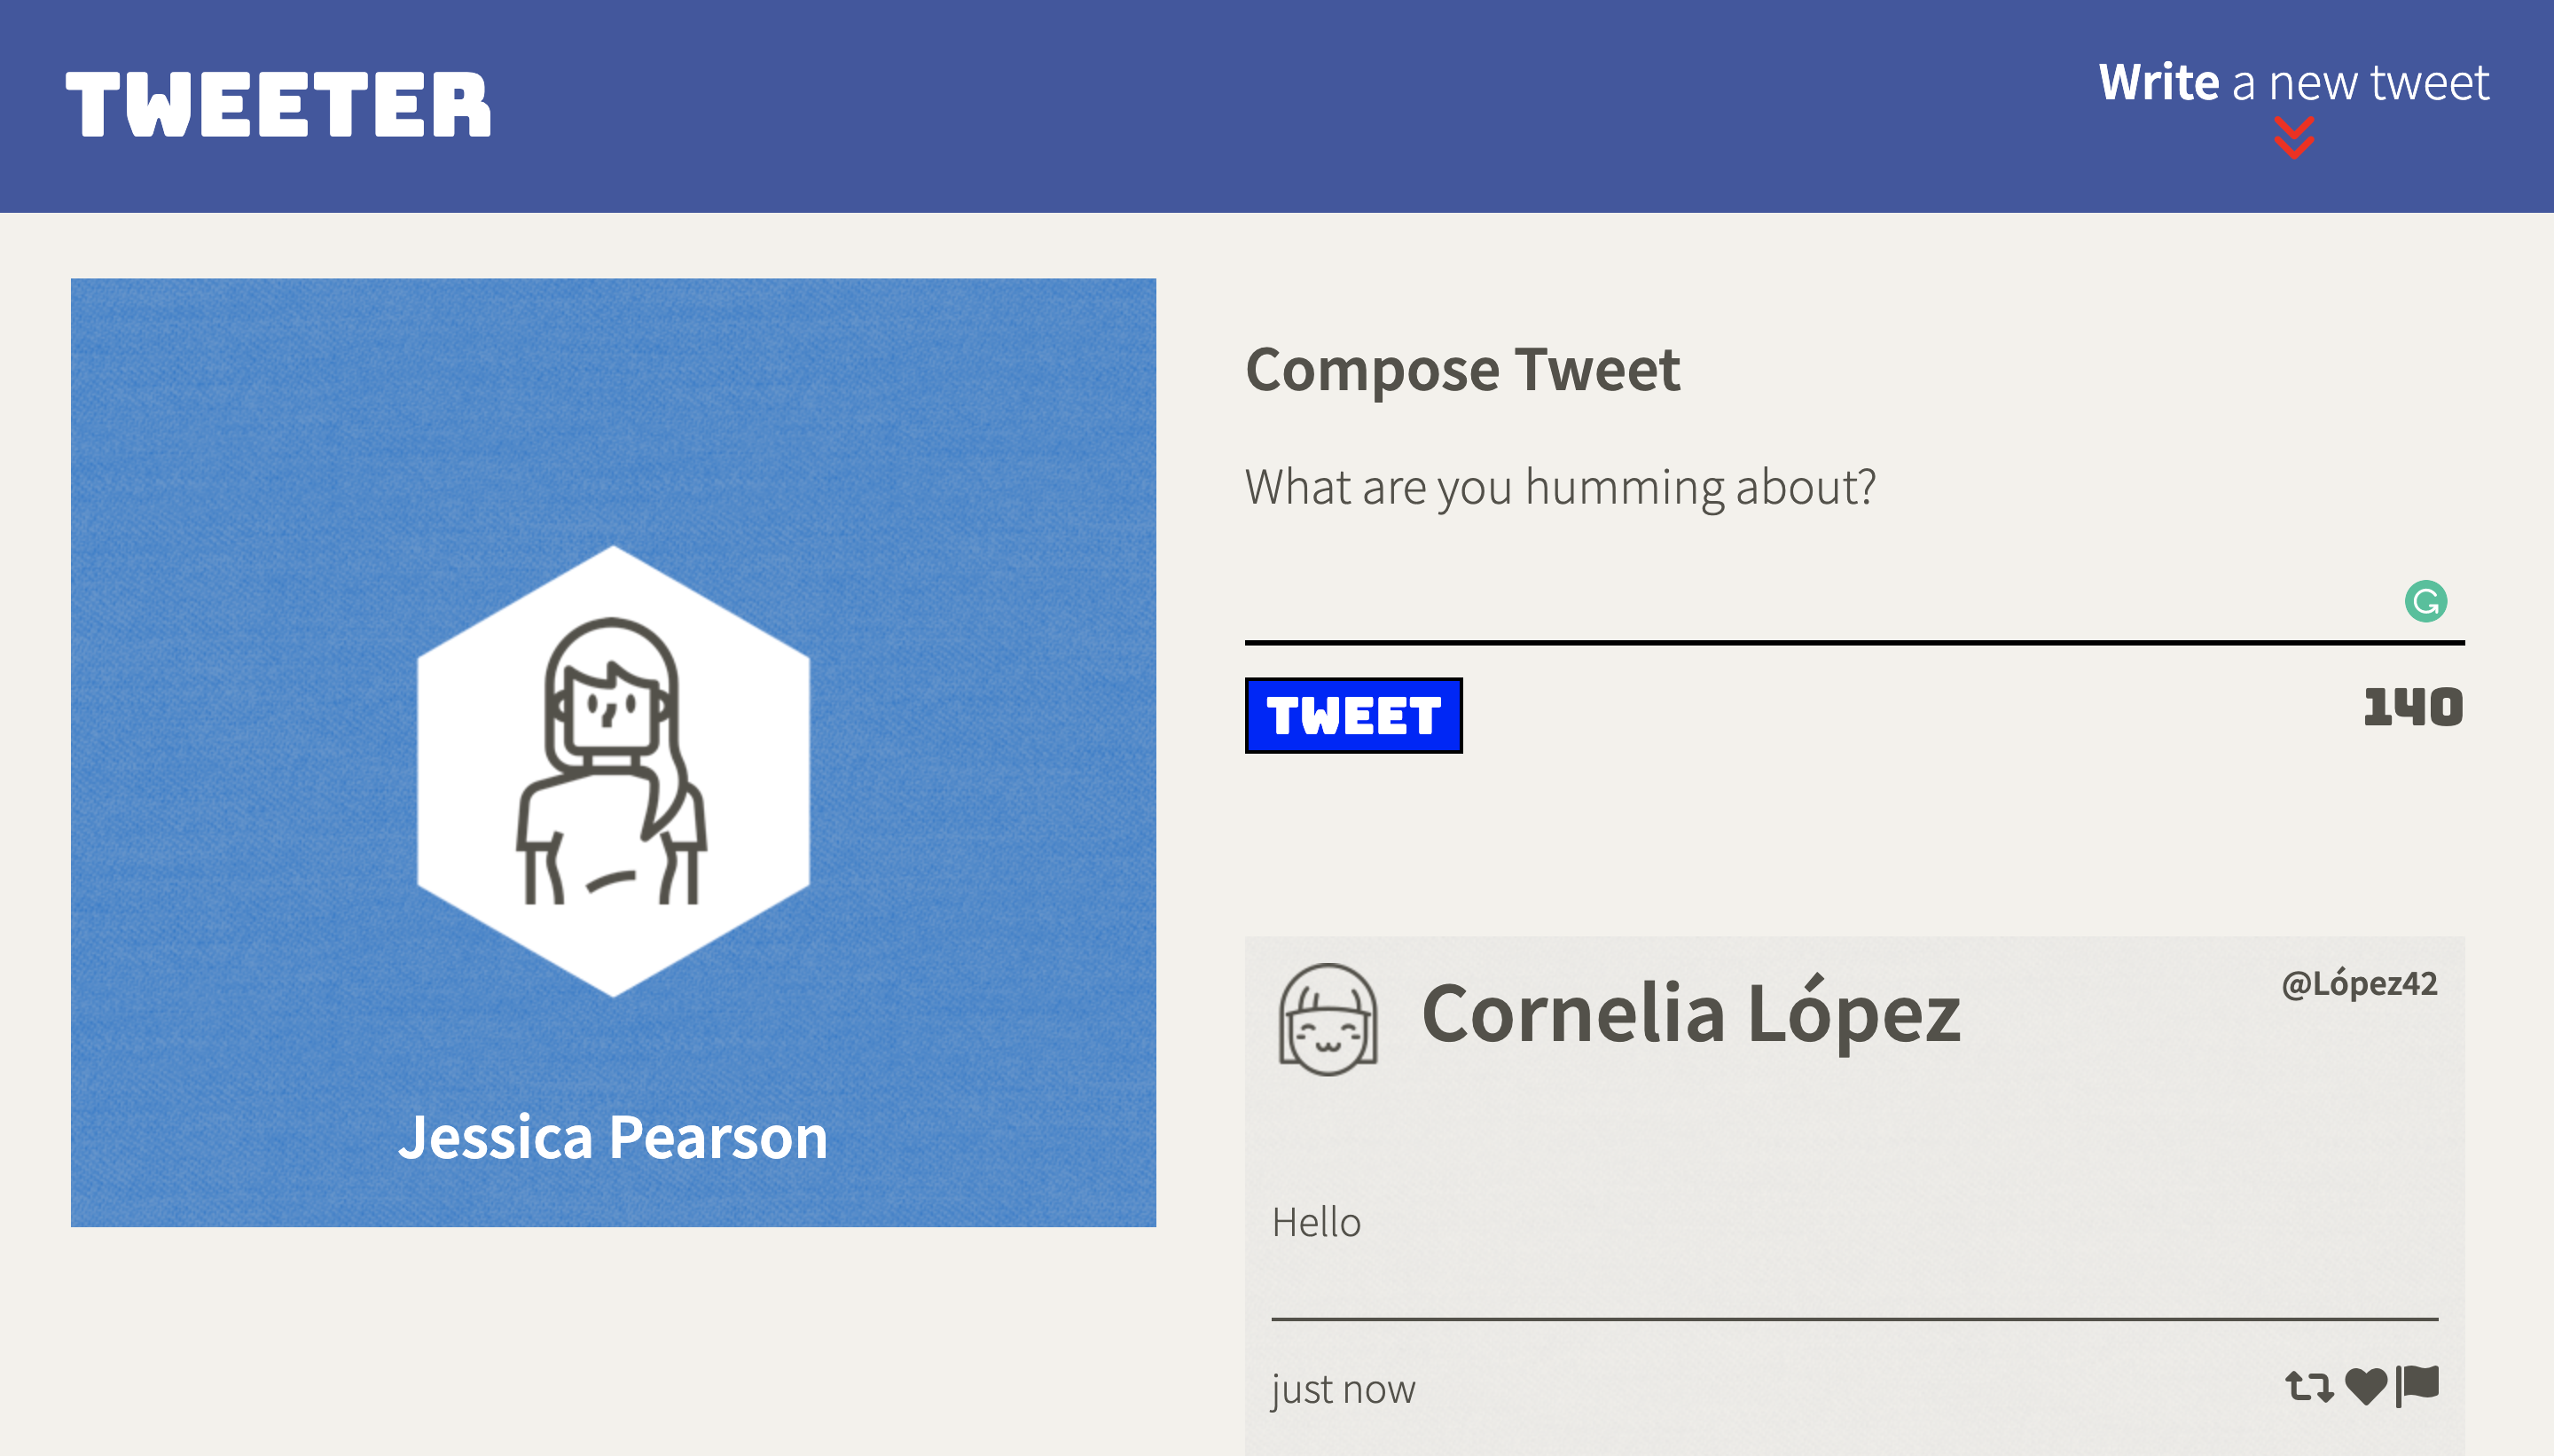 TWEETER
Write a new tweet
Jessica Pearson
Compose Tweet
What are you humming about?
TWEET
140
Cornelia López
@López42
Hello
just now